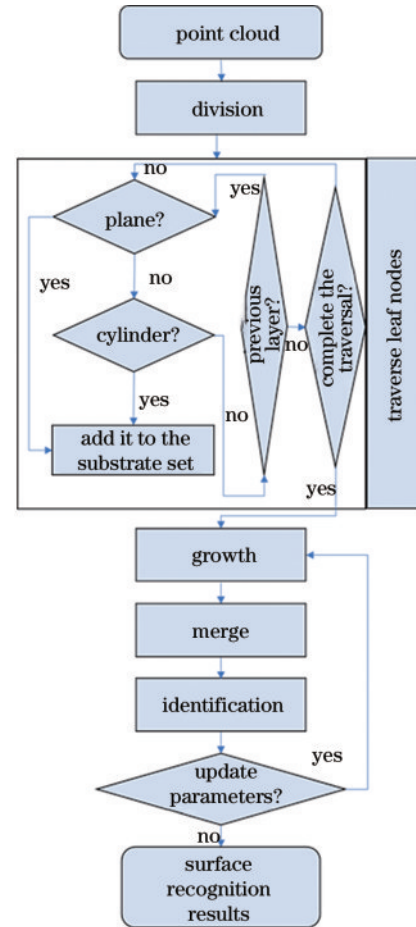 point cloud
division
no
plane?
yes
yes
no
cylinder?
yes
no
add it to the
substrate set
previous
layer?
no
complete the
traversal?
yes
traverse leaf nodes
growth
merge
identification
yes
update
parameters?
no
surface
recognition
results